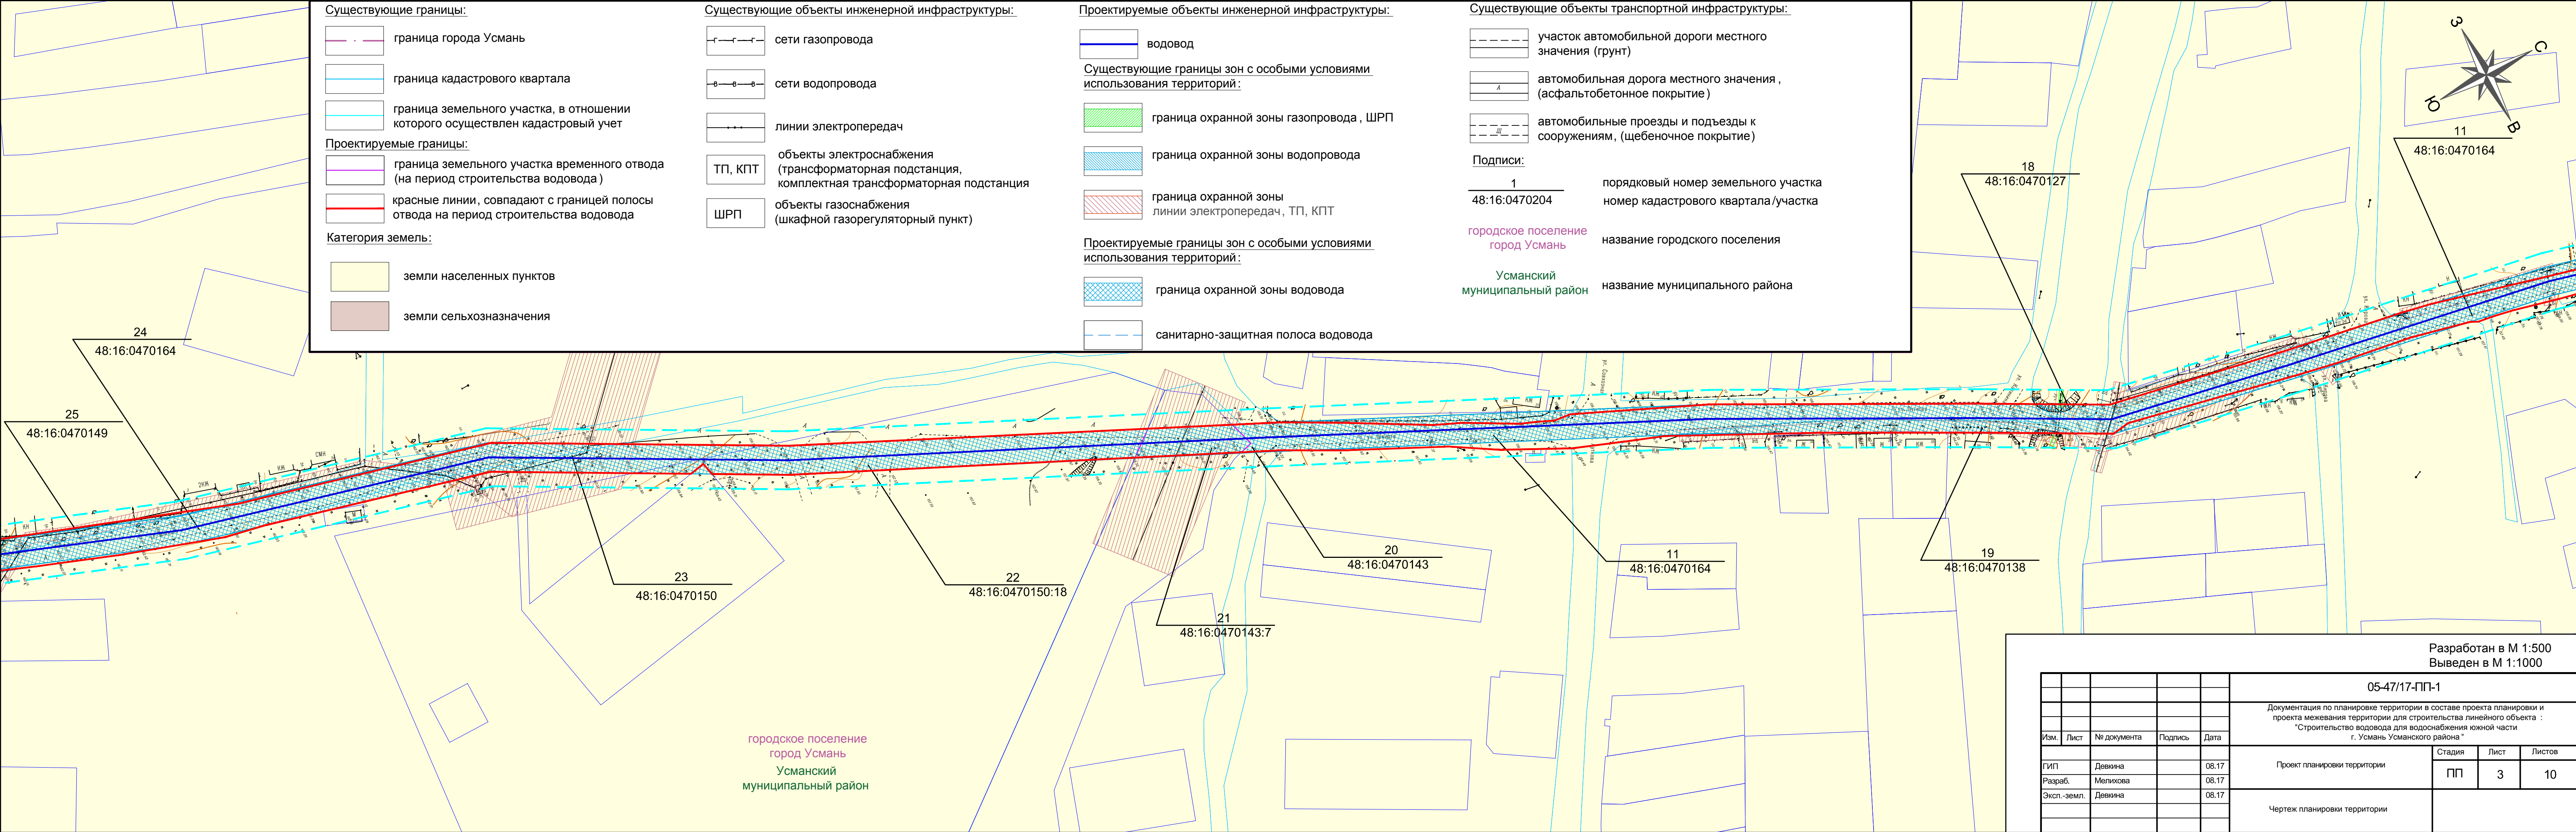 Существующие границы:
граница города Усмань
граница кадастрового квартала
граница земельного участка, в отношении
которого осуществлен кадастровый учет
Проектируемые границы:
граница земельного участка временного отвода
(на период строительства водовода)
красные линии, совпадают с границей полосы
отвода на период строительства водовода
Категория земель:
земли населенных пунктов
земли сельхозназначения
Существующие объекты инженерной инфраструктуры:
сети газопровода
сети водопровода
линии электропередач
ТП, КПТ
объекты электроснабжения
(трансформаторная подстанция,
комплектная трансформаторная подстанция
ШРП
объекты газоснабжения
(шкафной газорегуляторный пункт)
Проектируемые объекты инженерной инфраструктуры:
водовод
Существующие границы зон с особыми условиями
использования территорий:
граница охранной зоны газопровода, ШРП
граница охранной зоны водопровода
граница охранной зоны
линии электропередач, ТП, КПТ
Проектируемые границы зон с особыми условиями
использования территорий:
граница охранной зоны водовода
санитарно-защитная полоса водовода
Существующие объекты транспортной инфраструктуры:
участок автомобильной дороги местного
значения (грунт)
автомобильная дорога местного значения,
(асфальтобетонное покрытие)
автомобильные проезды и подъезды к
сооружениям, (щебеночное покрытие)
Подписи:
1
48:16:0470204
порядковый номер земельного участка
номер кадастрового квартала/участка
городское поселение
город Усмань
название городского поселения
Усманский
муниципальный район
название муниципального района
З
С
Ю
В
11
48:16:0470164
18
48:16:0470127
24
48:16:0470164
25
48:16:0470149
23
48:16:0470150
22
48:16:0470150:18
21
48:16:0470143:7
20
48:16:0470143
11
48:16:0470164
19
48:16:0470138
городское поселение
город Усмань
Усманский
муниципальный район
Разработан в М 1:500
Выведен в М 1:1000
05-47/17-ПП-1
Документация по планировке территории в составе проекта планировки и
проекта межевания территории для строительства линейного объекта :
"Строительство водовода для водоснабжения южной части
г. Усмань Усманского района"
Изм. Лист № документа Подпись Дата
Стадия Лист Листов
ГИП Девкина 08.17
Проект планировки территории
ПП 3 10
Разраб. Мелихова 08.17
Эксп.-земл. Девкина 08.17
Чертеж планировки территории